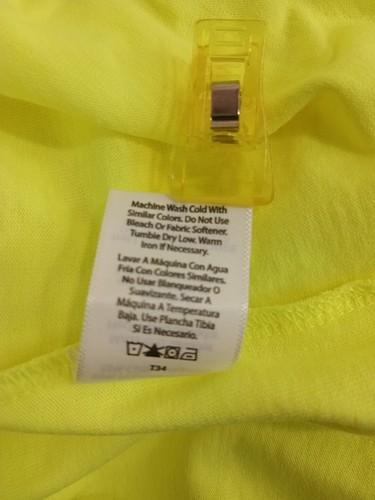 Machine Wash Cold With
Similar Colors. Do Not Use
Bleach Or Fabric Softener.
Tumble Dry Low. Warm
Iron If Necessary.
Lavar A Máquina Con Agua
Fría Con Colores Similares.
No Usar Blanqueador O
Suavizante. Secar A
Máquina A Temperatura
Baja. Use Plancha Tibia
Si Es Necesario.
T34